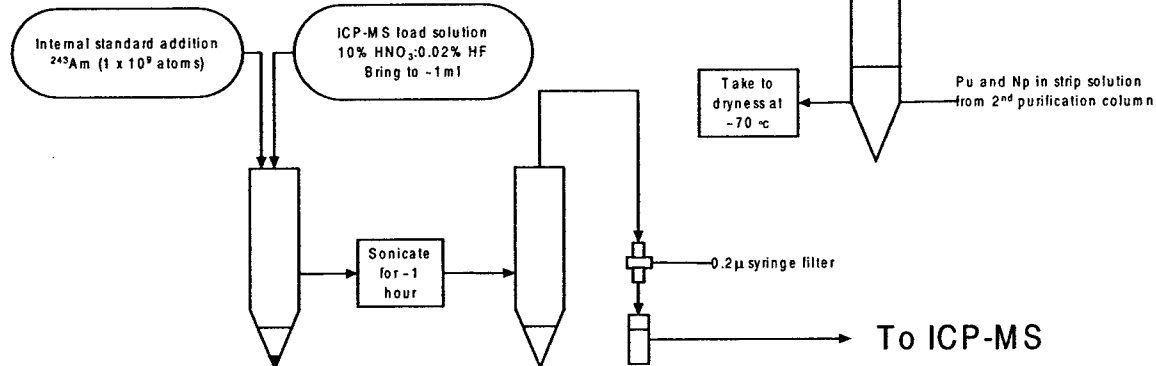 Internal standard addition
²⁴³Am (1 x 10⁹ atoms)
ICP-MS load solution
10% HNO₃:0.02% HF
Bring to ~1ml
Take to
dryness at
~70 °C
Pu and Np in strip solution
from 2ⁿᵈ purification column
Sonicate
for ~1
hour
0.2µ syringe filter
To ICP-MS